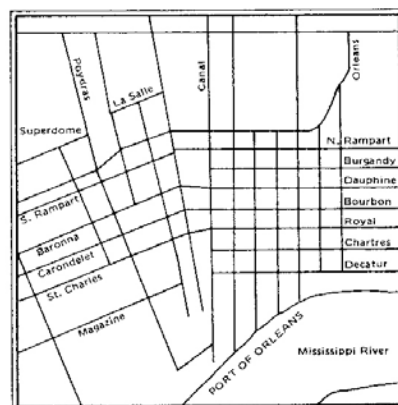 Poydras
La Salle
Canal
Orleans
Superdome
N. Rampart
Burgandy
Dauphine
Bourbon
Royal
Chartres
Decatur
S. Rampart
Baronna
Carondelet
St. Charles
Magazine
PORT OF ORLEANS
Mississippi River